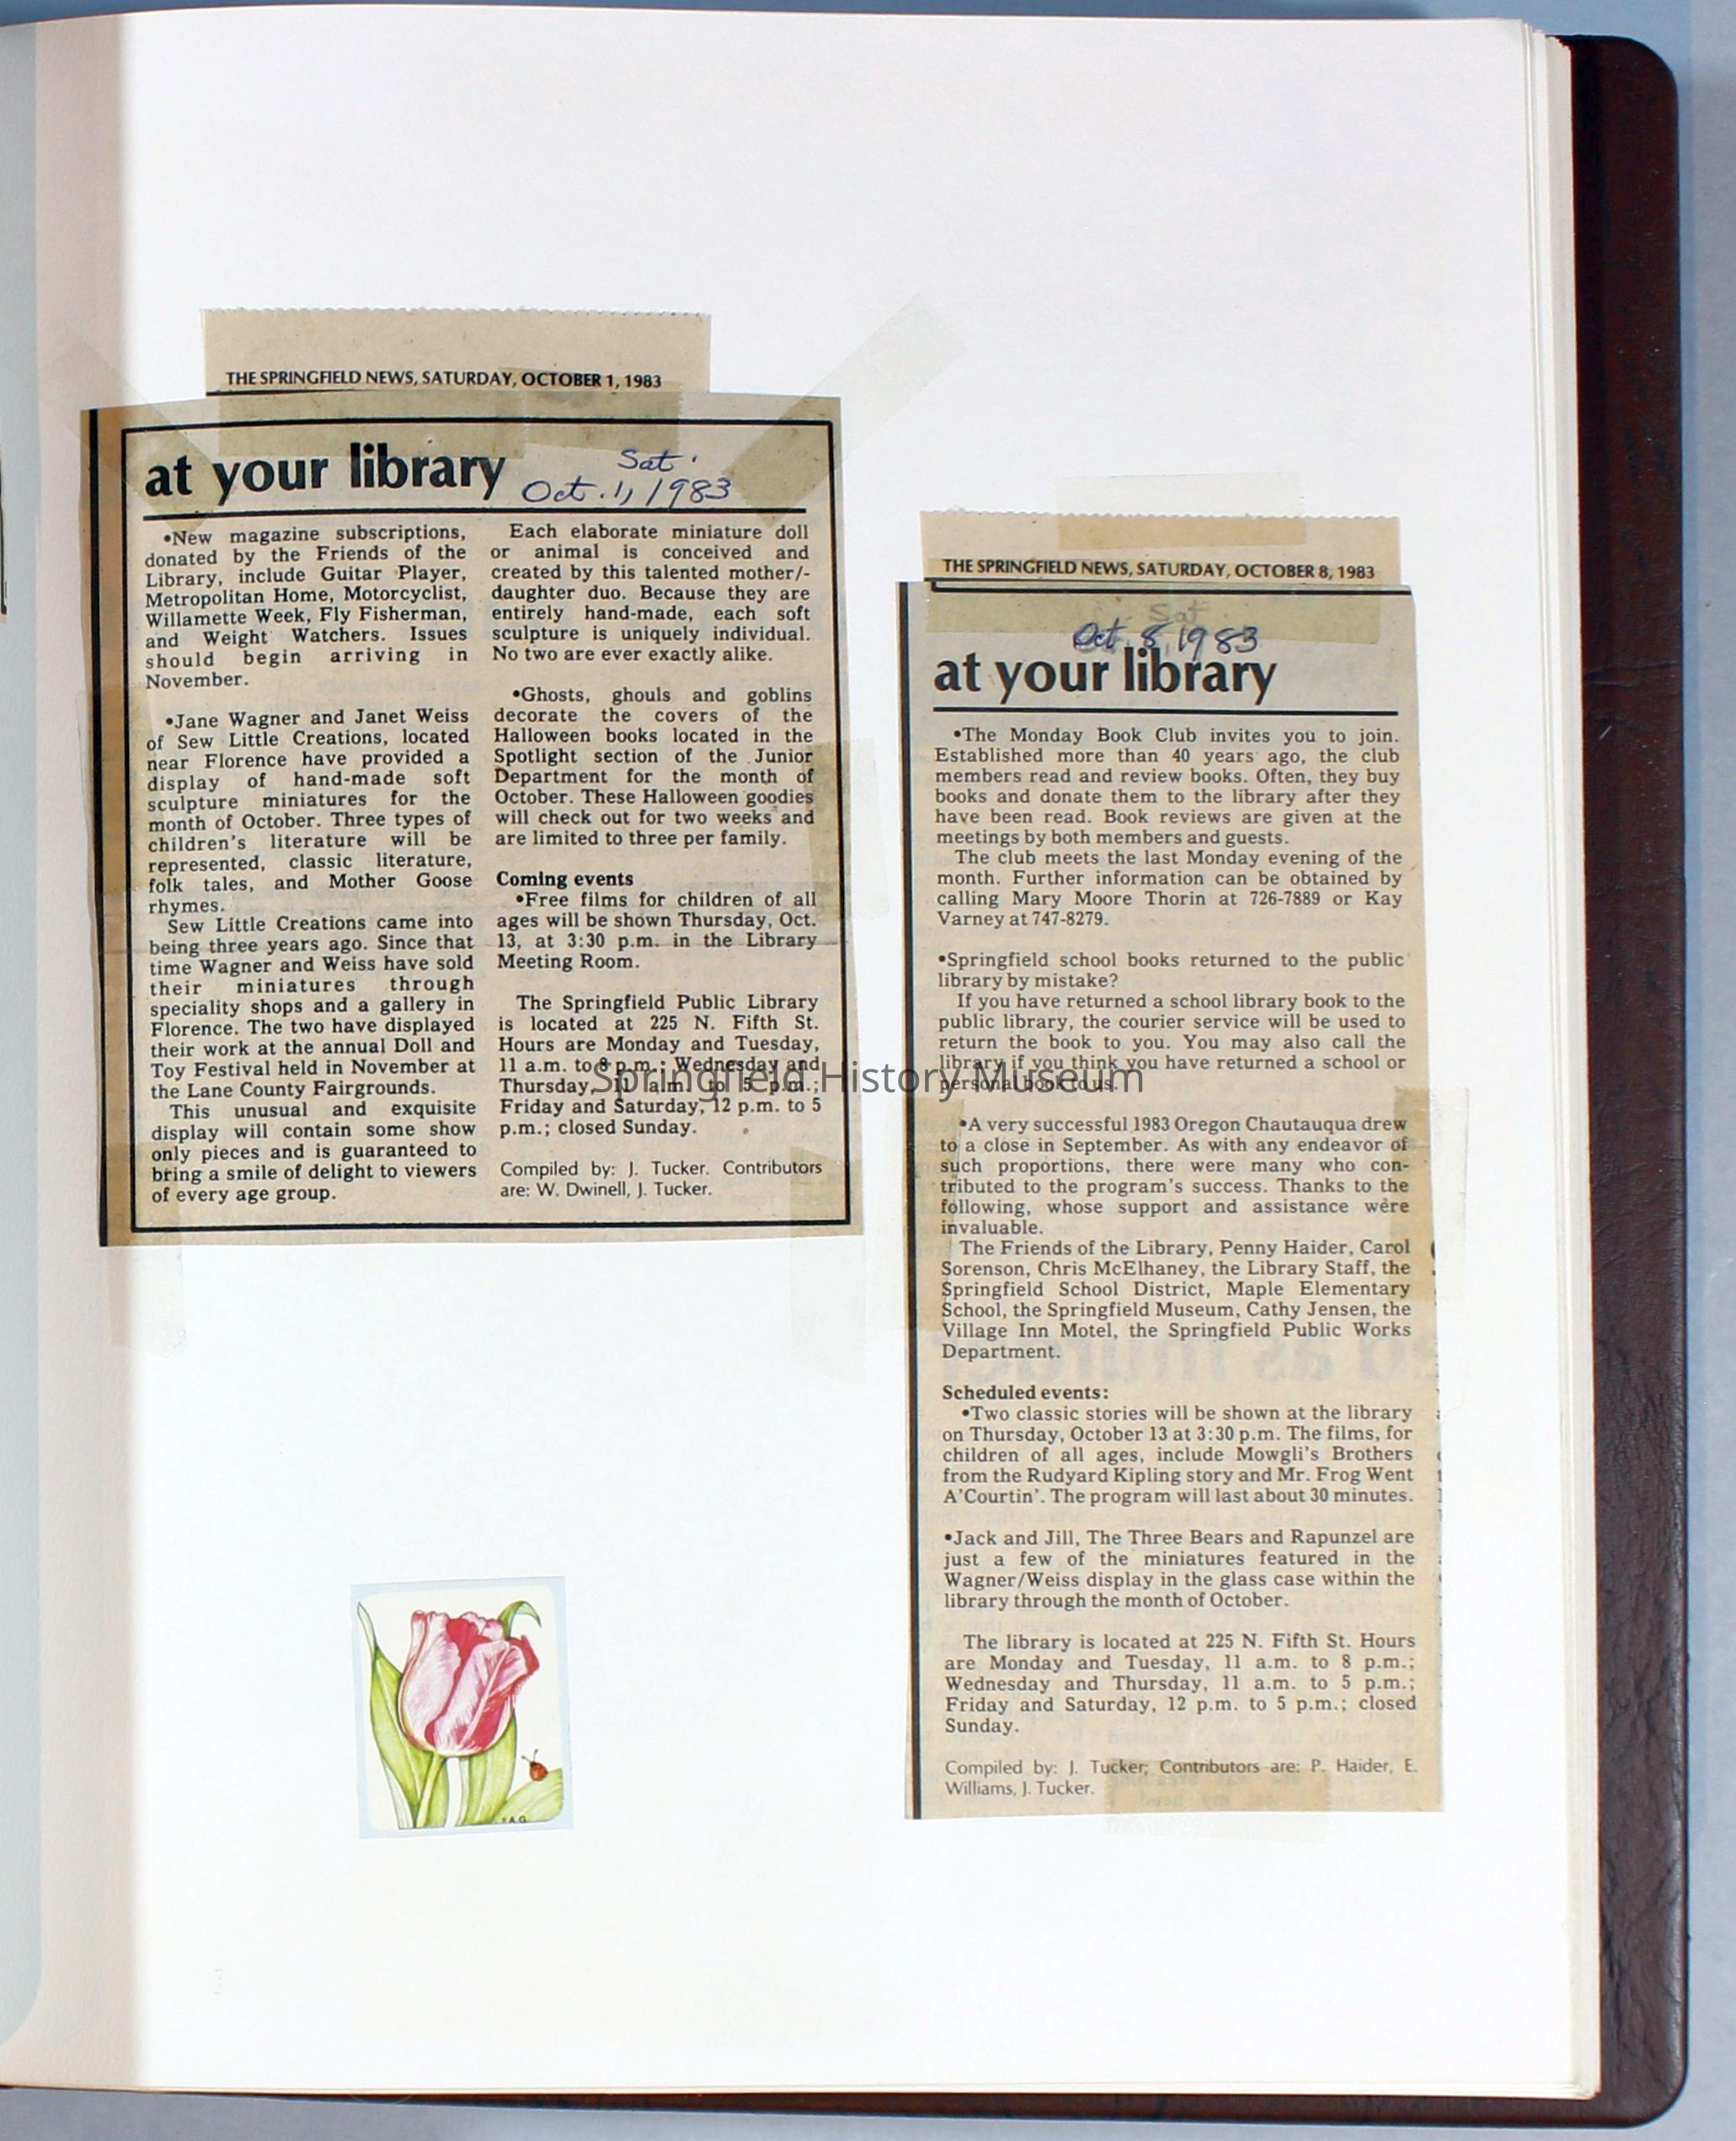 THE SPRINGFIELD NEWS, SATURDAY, OCTOBER 1, 1983
at your library
Sat.
Oct. 1, 1983
•New magazine subscriptions,
donated by the Friends of the
Library, include Guitar Player,
Metropolitan Home, Motorcyclist,
Willamette Week, Fly Fisherman,
and Weight Watchers. Issues
should begin arriving in
November.
•Jane Wagner and Janet Weiss
of Sew Little Creations, located
near Florence have provided a
display of hand-made soft
sculpture miniatures for the
month of October. Three types of
children's literature will be
represented, classic literature,
folk tales, and Mother Goose
rhymes.
Sew Little Creations came into
being three years ago. Since that
time Wagner and Weiss have sold
their miniatures through
speciality shops and a gallery in
Florence. The two have displayed
their work at the annual Doll and
Toy Festival held in November at
the Lane County Fairgrounds.
This unusual and exquisite
display will contain some show
only pieces and is guaranteed to
bring a smile of delight to viewers
of every age group.
Each elaborate miniature doll
or animal is conceived and
created by this talented mother/-
daughter duo. Because they are
entirely hand-made, each soft
sculpture is uniquely individual.
No two are ever exactly alike.
•Ghosts, ghouls and goblins
decorate the covers of the
Halloween books located in the
Spotlight section of the Junior
Department for the month of
October. These Halloween goodies
will check out for two weeks and
are limited to three per family.
Coming events
•Free films for children of all
ages will be shown Thursday, Oct.
13, at 3:30 p.m. in the Library
Meeting Room.
The Springfield Public Library
is located at 225 N. Fifth St.
Hours are Monday and Tuesday,
11 a.m. to 8 p.m.; Wednesday and
Thursday, 11 a.m. to 5 p.m.;
Friday and Saturday, 12 p.m. to 5
p.m.; closed Sunday.
Compiled by: J. Tucker. Contributors
are: W. Dwinell, J. Tucker.
THE SPRINGFIELD NEWS, SATURDAY, OCTOBER 8, 1983
Sat
Oct. 8, 1983
at your library
•The Monday Book Club invites you to join.
Established more than 40 years ago, the club
members read and review books. Often, they buy
books and donate them to the library after they
have been read. Book reviews are given at the
meetings by both members and guests.
The club meets the last Monday evening of the
month. Further information can be obtained by
calling Mary Moore Thorin at 726-7889 or Kay
Varney at 747-8279.
•Springfield school books returned to the public
library by mistake?
If you have returned a school library book to the
public library, the courier service will be used to
return the book to you. You may also call the
library if you think you have returned a school or
personal book to us.
•A very successful 1983 Oregon Chautauqua drew
to a close in September. As with any endeavor of
such proportions, there were many who con-
tributed to the program's success. Thanks to the
following, whose support and assistance were
invaluable.
The Friends of the Library, Penny Haider, Carol
Sorenson, Chris McElhaney, the Library Staff, the
Springfield School District, Maple Elementary
School, the Springfield Museum, Cathy Jensen, the
Village Inn Motel, the Springfield Public Works
Department.
Scheduled events:
•Two classic stories will be shown at the library
on Thursday, October 13 at 3:30 p.m. The films, for
children of all ages, include Mowgli's Brothers
from the Rudyard Kipling story and Mr. Frog Went
A'Courtin'. The program will last about 30 minutes.
•Jack and Jill, The Three Bears and Rapunzel are
just a few of the miniatures featured in the
Wagner/Weiss display in the glass case within the
library through the month of October.
The library is located at 225 N. Fifth St. Hours
are Monday and Tuesday, 11 a.m. to 8 p.m.;
Wednesday and Thursday, 11 a.m. to 5 p.m.;
Friday and Saturday, 12 p.m. to 5 p.m.; closed
Sunday.
Compiled by: J. Tucker; Contributors are: P. Haider, E.
Williams, J. Tucker.
Springfield History Museum
A.G.